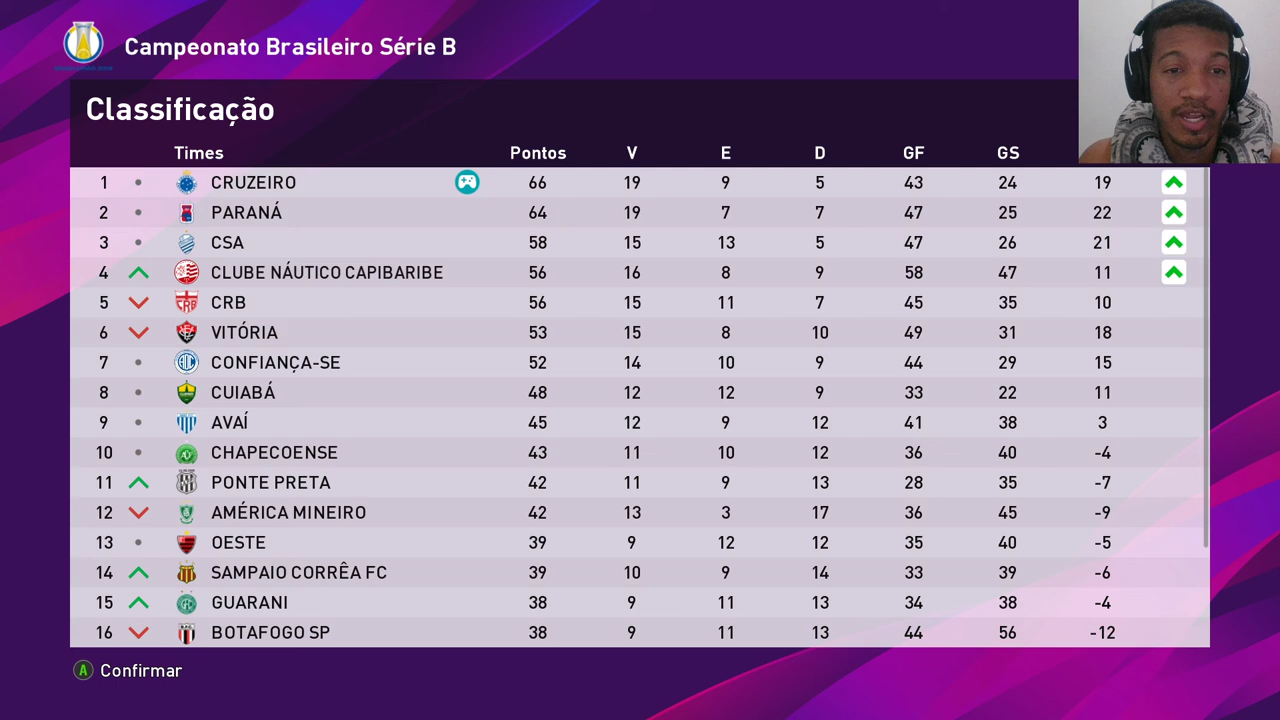 Campeonato Brasileiro Série B
Classificação
Times Pontos V E D GF GS
1 CRUZEIRO 66 19 9 5 43 24 19
2 PARANÁ 64 19 7 7 47 25 22
3 CSA 58 15 13 5 47 26 21
4 CLUBE NÁUTICO CAPIBARIBE 56 16 8 9 58 47 11
5 CRB 56 15 11 7 45 35 10
6 VITÓRIA 53 15 8 10 49 31 18
7 CONFIANÇA-SE 52 14 10 9 44 29 15
8 CUIABÁ 48 12 12 9 33 22 11
9 AVAÍ 45 12 9 12 41 38 3
10 CHAPECOENSE 43 11 10 12 36 40 -4
11 PONTE PRETA 42 11 9 13 28 35 -7
12 AMÉRICA MINEIRO 42 13 3 17 36 45 -9
13 OESTE 39 9 12 12 35 40 -5
14 SAMPAIO CORRÊA FC 39 10 9 14 33 39 -6
15 GUARANI 38 9 11 13 34 38 -4
16 BOTAFOGO SP 38 9 11 13 44 56 -12
A Confirmar